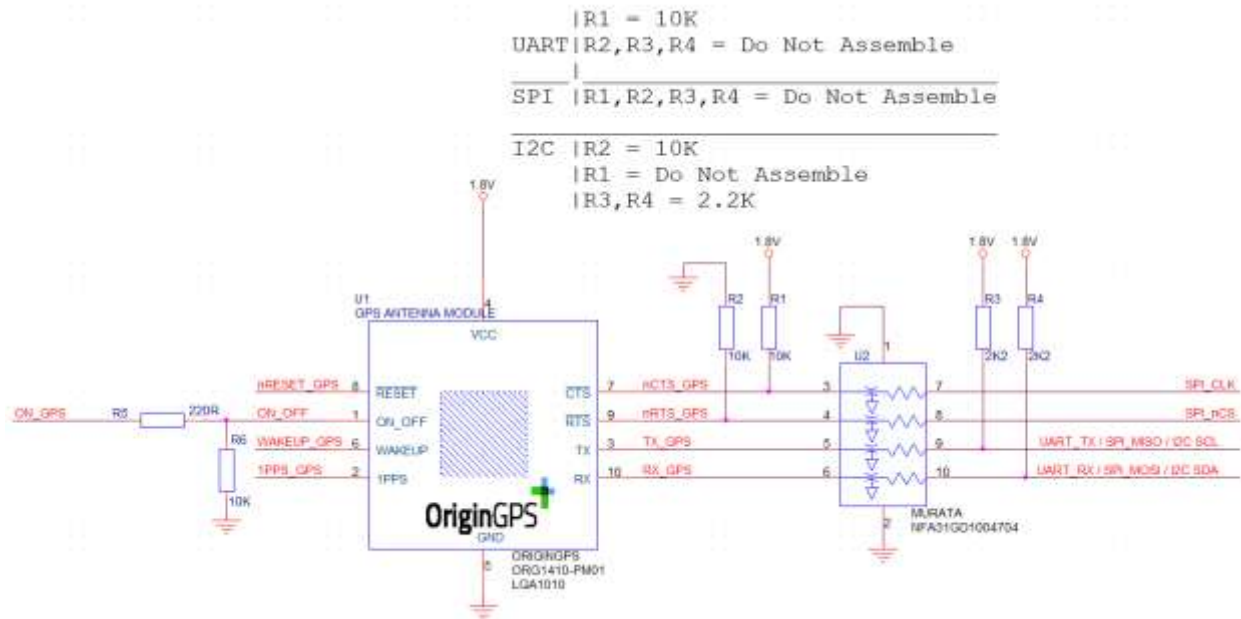 |R1 = 10K
UART|R2,R3,R4 = Do Not Assemble
|
SPI |R1,R2,R3,R4 = Do Not Assemble
I2C |R2 = 10K
|R1 = Do Not Assemble
|R3,R4 = 2.2K
1.8V
1.8V
1.8V 1.8V
U1
GPS ANTENNA MODULE
4
VCC
R2
10K
R1
10K
R3
2K2
R4
2K2
U2
1
nRESET_GPS 8 RESET
ON_GPS R5 220R ON_OFF 1 ON_OFF
WAKEUP_GPS 6 WAKEUP
1PPS_GPS 2 1PPS
R6
10K
CTS 7 nCTS_GPS 3 7 SPI_CLK
RTS 9 nRTS_GPS 4 8 SPI_nCS
TX 3 TX_GPS 5 9 UART_TX / SPI_MISO / I2C SCL
RX 10 RX_GPS 6 10 UART_RX / SPI_MOSI / I2C SDA
OriginGPS
GND
5
ORIGINGPS
ORG1410-PM01
LGA1010
2
MURATA
NFA31GD1004704